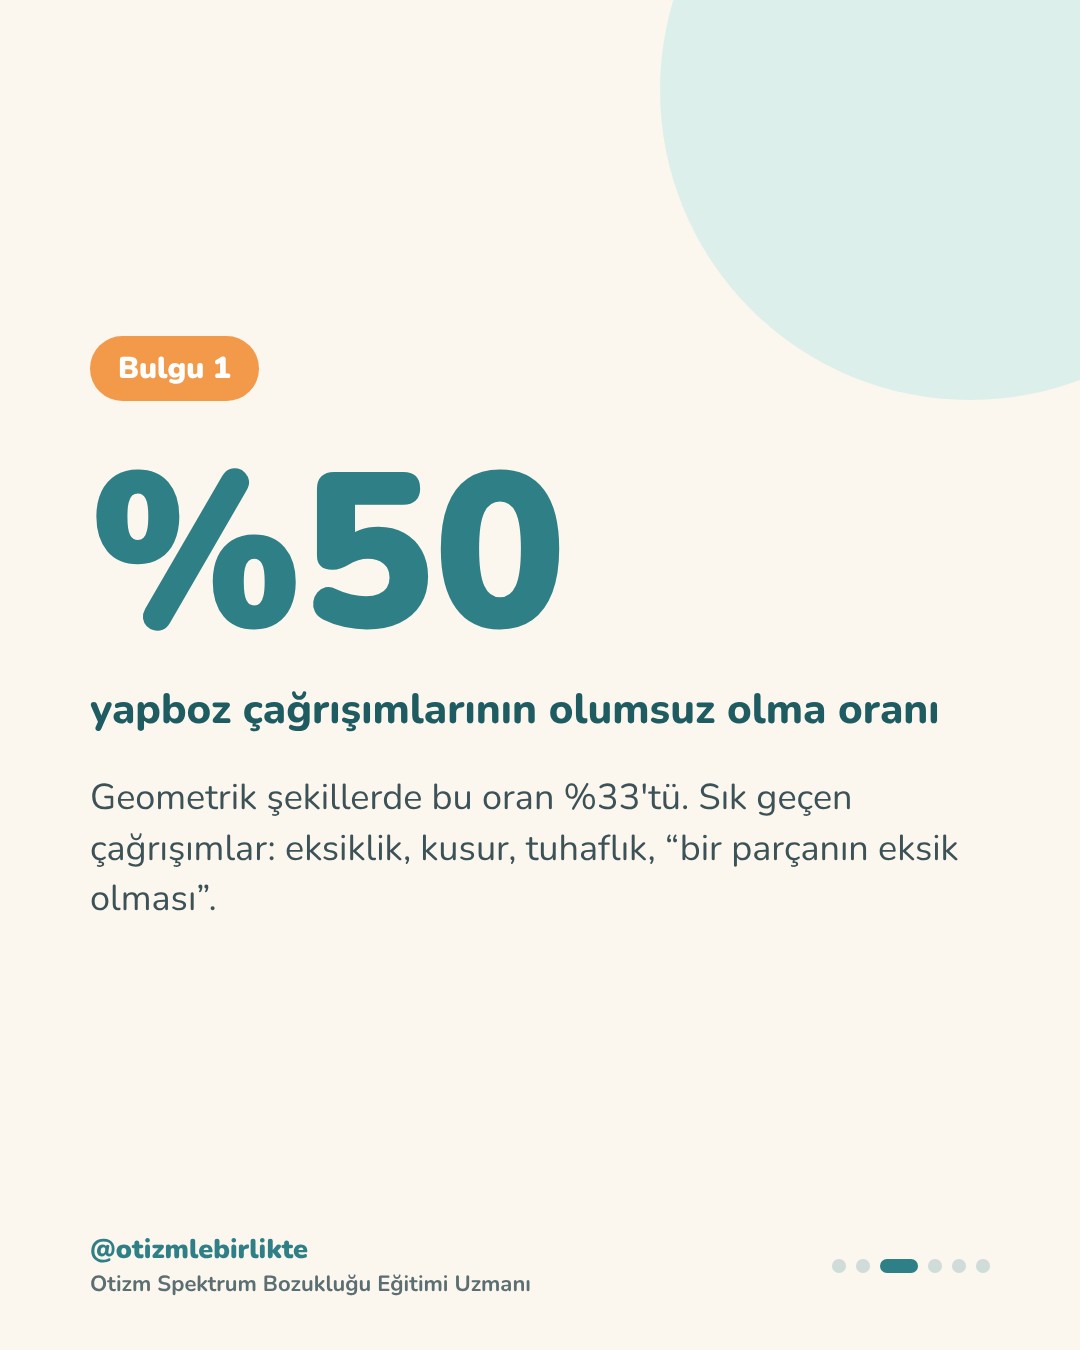 Bulgu 1
%50
yapboz çağrışımlarının olumsuz olma oranı
Geometrik şekillerde bu oran %33'tü. Sık geçen
çağrışımlar: eksiklik, kusur, tuhaflık, “bir parçanın eksik
olması”.
@otizmlebirlikte
Otizm Spektrum Bozukluğu Eğitimi Uzmanı